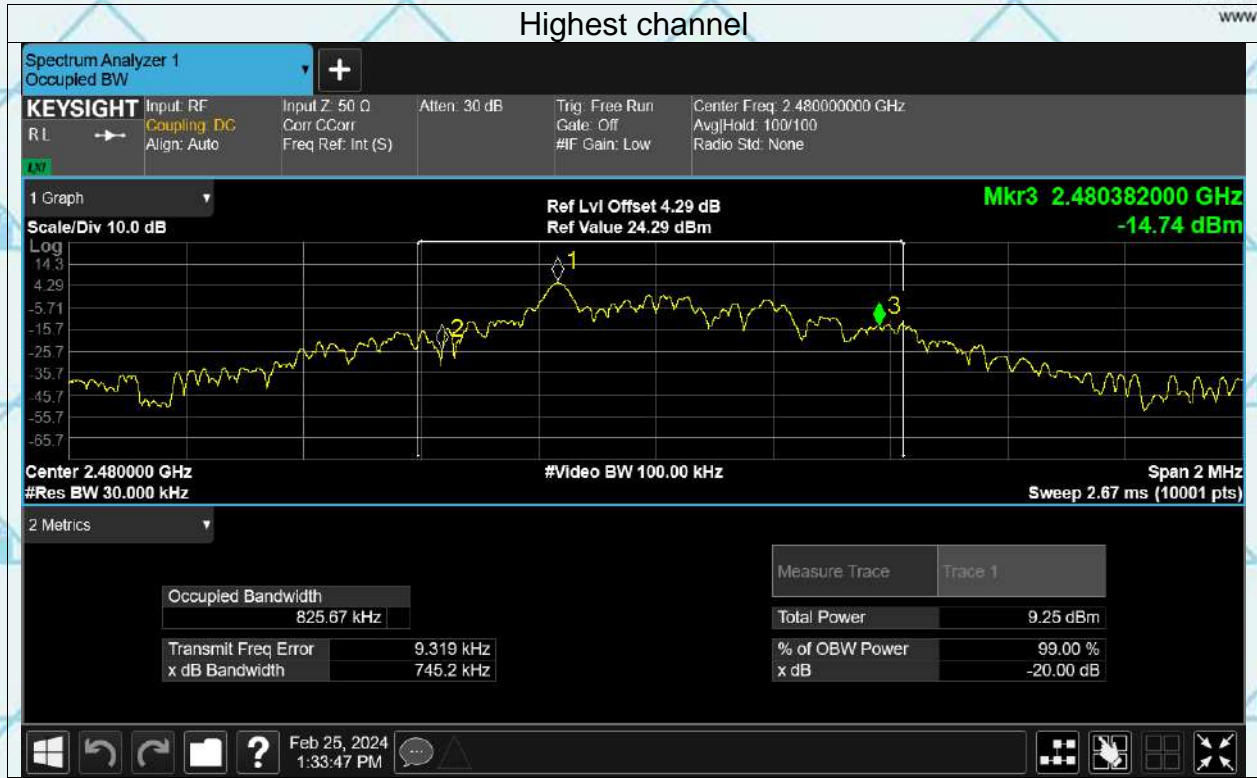 Highest channel
www
Spectrum Analyzer 1
Occupied BW
+
KEYSIGHT
RL
LXI
Input: RF
Coupling: DC
Align: Auto
Input Z: 50 Ω
Corr CCorr
Freq Ref: Int (S)
Atten: 30 dB
Trig: Free Run
Gate: Off
#IF Gain: Low
Center Freq: 2.480000000 GHz
Avg|Hold: 100/100
Radio Std: None
1 Graph
Scale/Div 10.0 dB
Ref Lvl Offset 4.29 dB
Ref Value 24.29 dBm
Mkr3 2.480382000 GHz
-14.74 dBm
Log
14.3
4.29
-5.71
-15.7
-25.7
-35.7
-45.7
-55.7
-65.7
1
2
3
Center 2.480000 GHz
#Res BW 30.000 kHz
#Video BW 100.00 kHz
Span 2 MHz
Sweep 2.67 ms (10001 pts)
2 Metrics
Measure Trace Trace 1
Occupied Bandwidth
825.67 kHz
Total Power 9.25 dBm
Transmit Freq Error 9.319 kHz
% of OBW Power 99.00 %
x dB Bandwidth 745.2 kHz
x dB -20.00 dB
?
Feb 25, 2024
1:33:47 PM